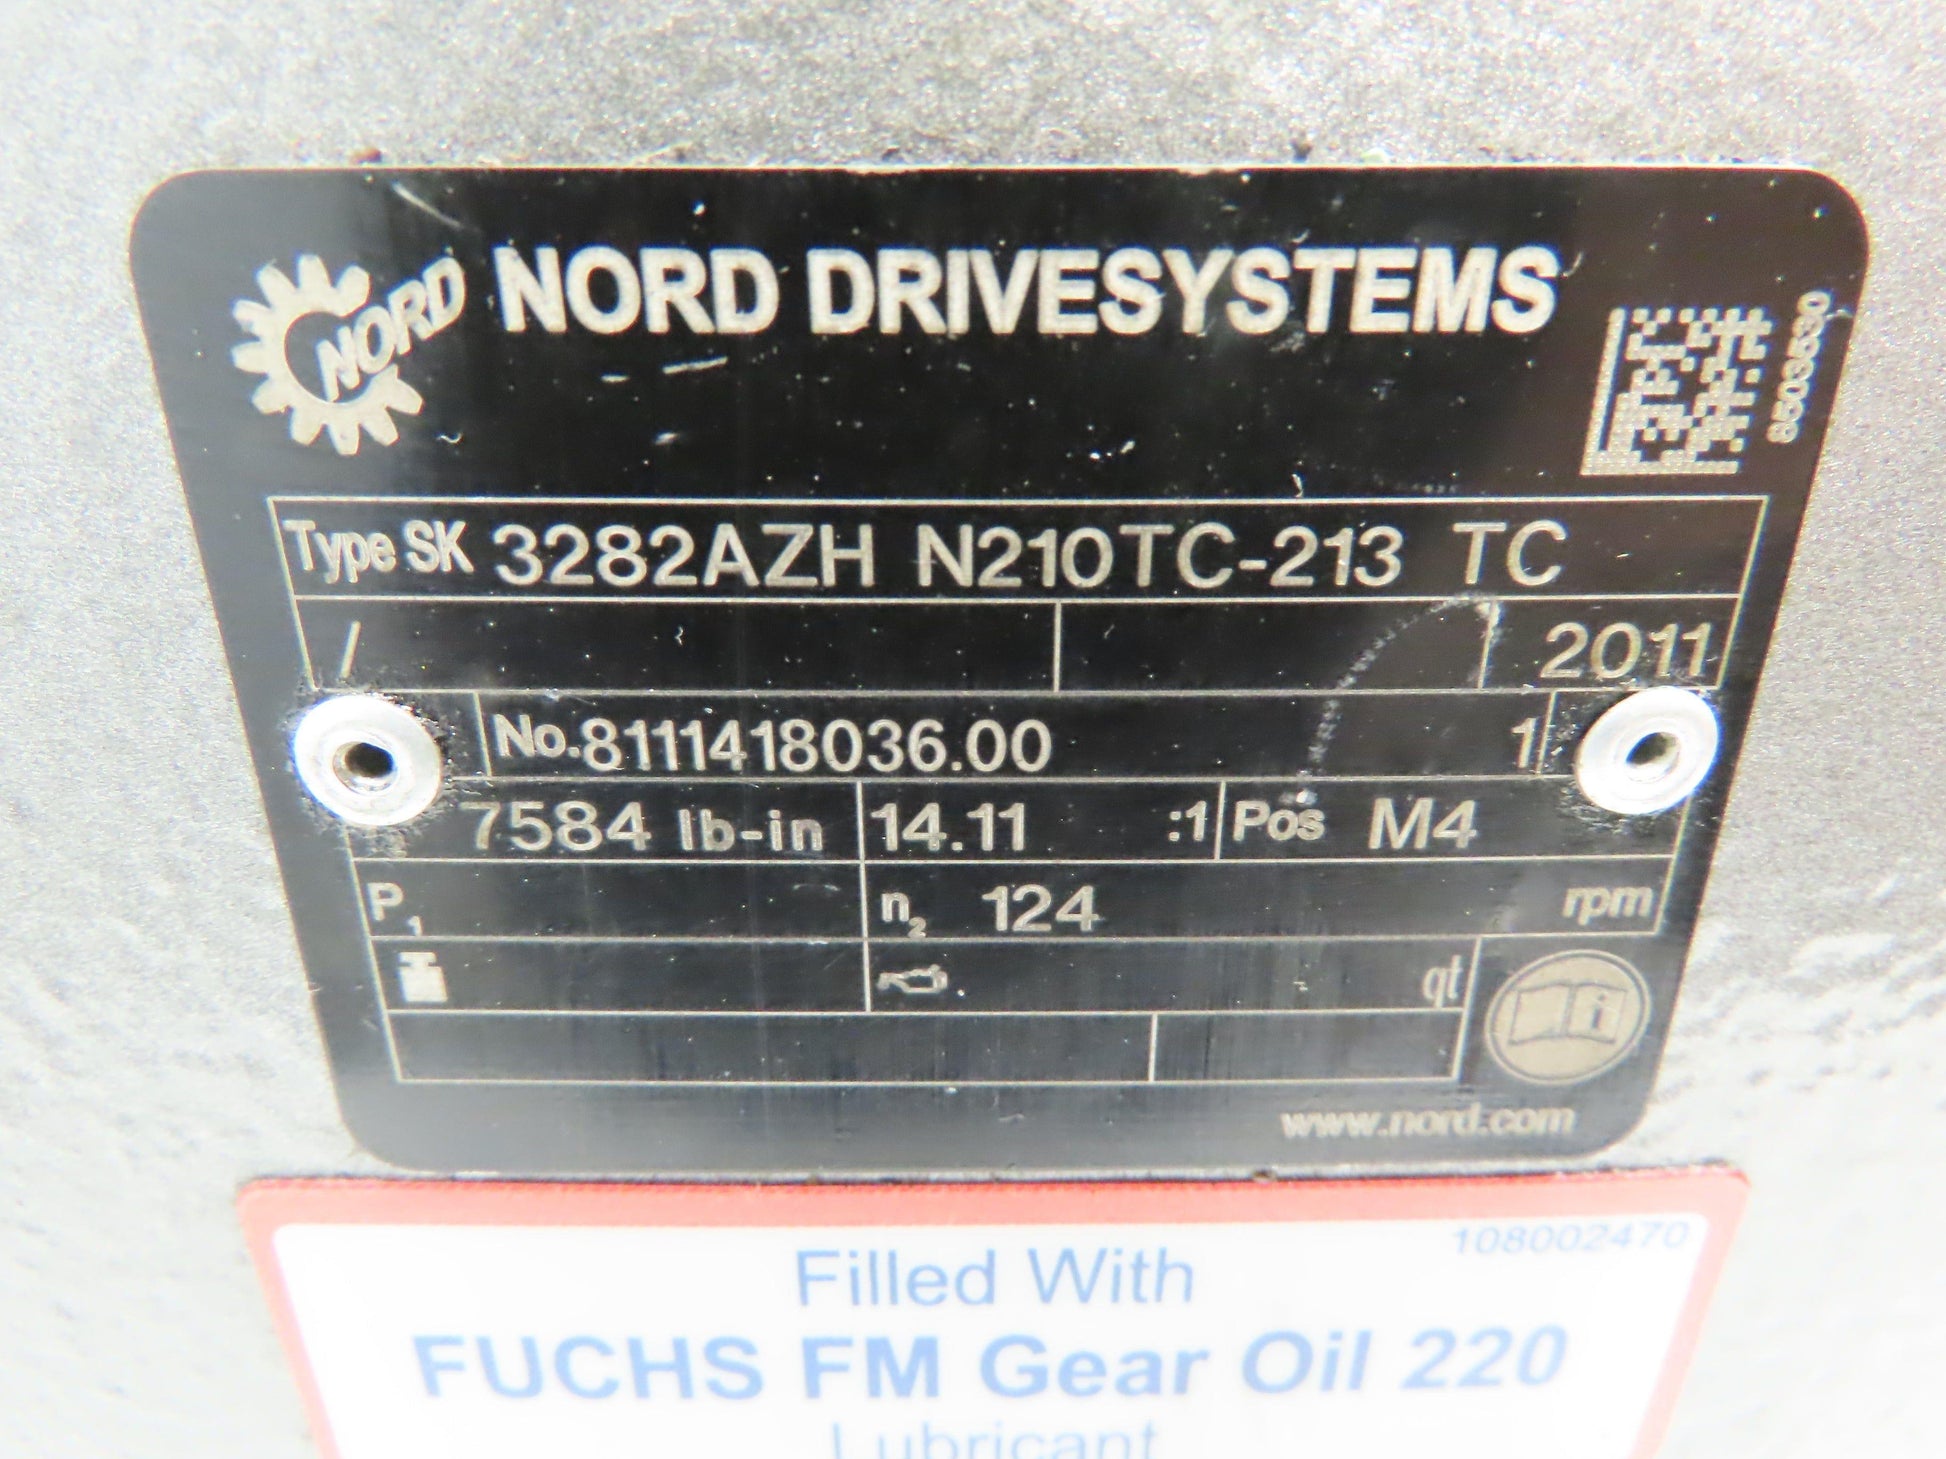 NORD
NORD DRIVESYSTEMS
8503530
Type SK 3282AZH N210TC-213 TC
/ 2011
No. 8111418036.00 1
7584 lb-in 14.11 :1 Pos M4
P1 n2 124 rpm
qt
i
www.nord.com
108002470
Filled With
FUCHS FM Gear Oil 220
Lubricant